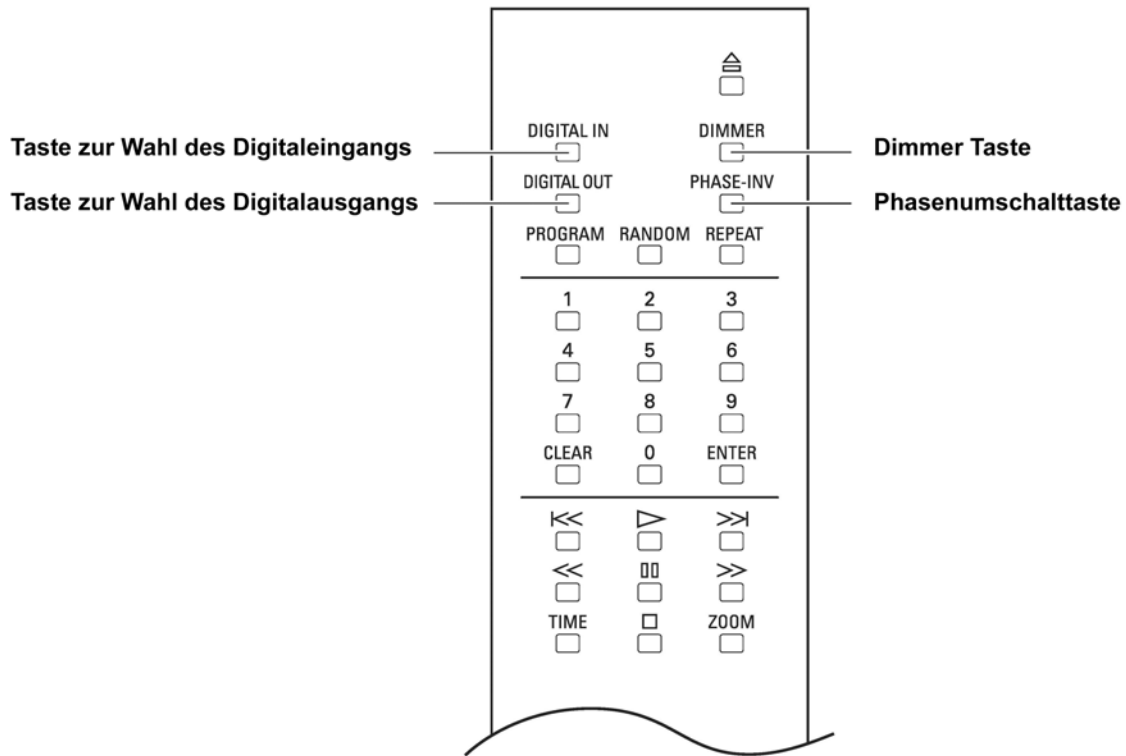 DIGITAL IN DIMMER
Taste zur Wahl des Digitaleingangs
Dimmer Taste
DIGITAL OUT PHASE-INV
Taste zur Wahl des Digitalausgangs
Phasenumschalttaste
PROGRAM RANDOM REPEAT
1 2 3
4 5 6
7 8 9
CLEAR 0 ENTER
TIME ZOOM